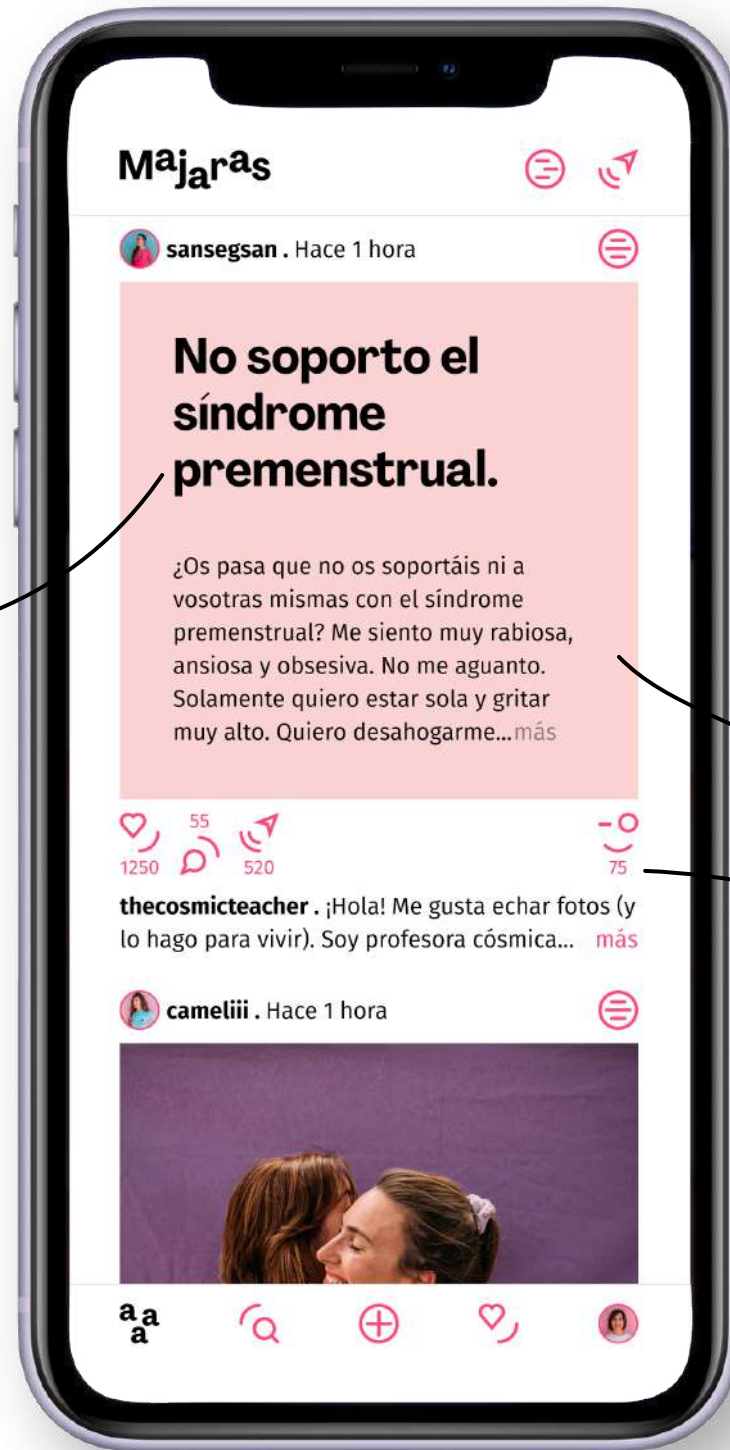 Majaras
sansegsan . Hace 1 hora
No soporto el
síndrome
premenstrual.
¿Os pasa que no os soportáis ni a
vosotras mismas con el síndrome
premenstrual? Me siento muy rabiosa,
ansiosa y obsesiva. No me aguanto.
Solamente quiero estar sola y gritar
muy alto. Quiero desahogarme...más
1250 55 520 75
thecosmicteacher . ¡Hola! Me gusta echar fotos (y
lo hago para vivir). Soy profesora cósmica... más
cameliii . Hace 1 hora
aaa